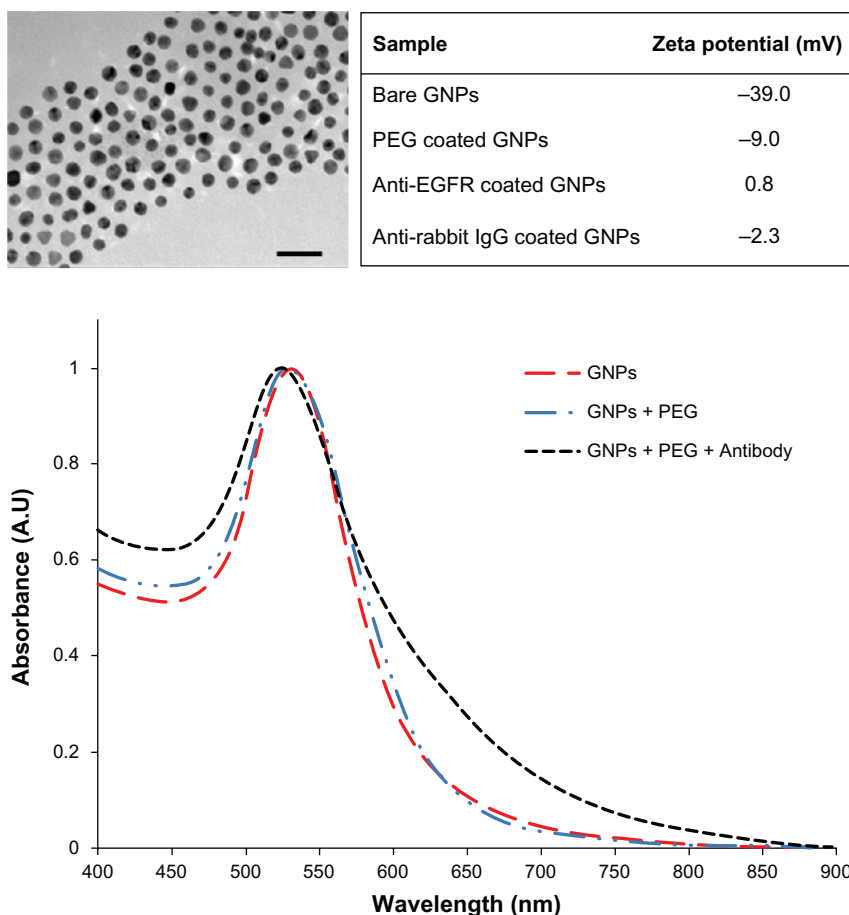 Sample Zeta potential (mV)
Bare GNPs –39.0
PEG coated GNPs –9.0
Anti-EGFR coated GNPs 0.8
Anti-rabbit IgG coated GNPs –2.3
1
0.8
0.6
0.4
0.2
0
Absorbance (A.U)
GNPs
GNPs + PEG
GNPs + PEG + Antibody
400 450 500 550 600 650 700 750 800 850 900
Wavelength (nm)